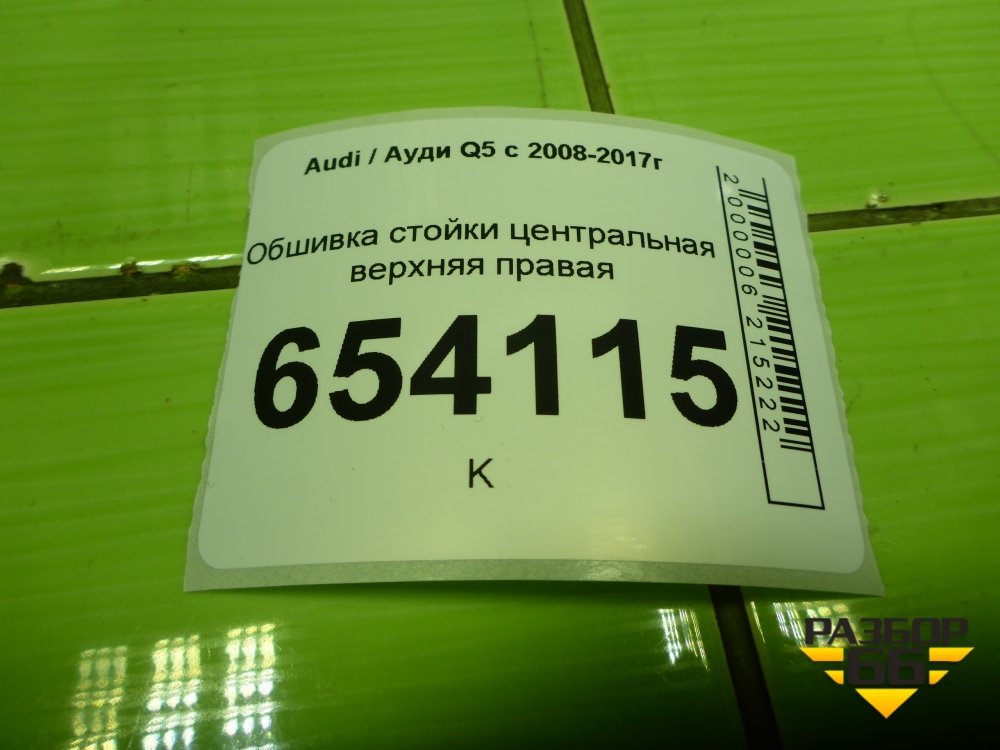 Audi / Ауди Q5 с 2008-2017г
Обшивка стойки центральная
верхняя правая
654115
К
2000006215222
РАЗБОР
66